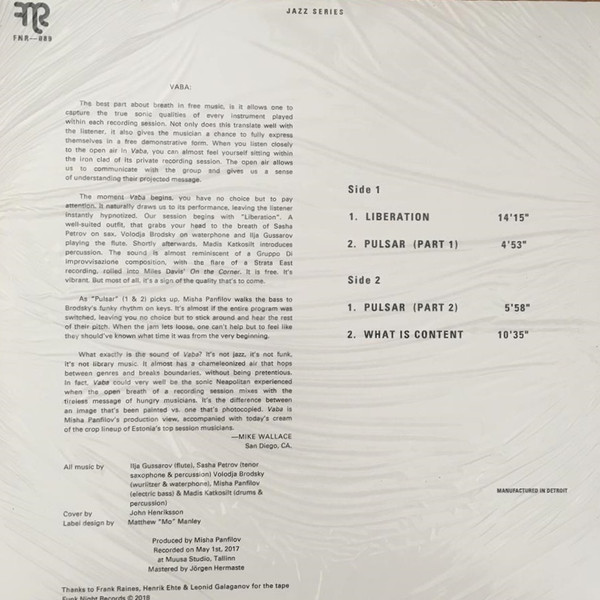 FNR
FNR—089
JAZZ SERIES
VABA:
The best part about breath in free music, is it allows one to
capture the true sonic qualities of every instrument played
within each recording session. Not only does this translate well with
the listener, it also gives the musician a chance to fully express
themselves in a free demonstrative form. When you listen closely
to the open air in Vaba, you can almost feel yourself sitting within
the iron clad of its private recording session. The open air allows
us to communicate with the group and gives us a sense
of understanding their projected message.
The moment Vaba begins, you have no choice but to pay
attention. It naturally draws us to its performance, leaving the listener
instantly hypnotized. Our session begins with "Liberation". A
well-suited outfit, that grabs your head to the breath of Sasha
Petrov on sax, Volodja Brodsky on waterphone and Ilja Gussarov
playing the flute. Shortly afterwards, Madis Katkosilt introduces
percussion. The sound is almost reminiscent of a Gruppo Di
Improvvisazione composition, with the flare of a Strata East
recording, rolled into Miles Davis' On the Corner. It is free. It's
vibrant. But most of all, it's a sign of the quality that's to come.
As "Pulsar" (1 & 2) picks up, Misha Panfilov walks the bass to
Brodsky's funky rhythm on keys. It's almost if the entire program was
switched, leaving you no choice but to stick around and hear the rest
of their pitch. When the jam lets loose, one can't help but to feel like
they should've known what time it was from the very beginning.
What exactly is the sound of Vaba? It's not jazz, it's not funk,
it's not library music. It almost has a chameleonized air that hops
between genres and breaks boundaries, without being pretentious.
In fact, Vaba could very well be the sonic Neapolitan experienced
when the open breath of a recording session mixes with the
tireless message of hungry musicians. It's the difference between
an image that's been painted vs. one that's photocopied. Vaba is
Misha Panfilov's production view, accompanied with today's cream
of the crop lineup of Estonia's top session musicians.
—MIKE WALLACE
San Diego, CA.
All music by Ilja Gussarov (flute), Sasha Petrov (tenor
saxophone & percussion) Volodja Brodsky
(wurlitzer & waterphone), Misha Panfilov
(electric bass) & Madis Katkosilt (drums &
percussion)
Cover by John Henriksson
Label design by Matthew "Mo" Manley
Produced by Misha Panfilov
Recorded on May 1st, 2017
at Muusa Studio, Tallinn
Mastered by Jörgen Hermaste
Thanks to Frank Raines, Henrik Ehte & Leonid Galaganov for the tape
Funk Night Records © 2018
Side 1
1. LIBERATION 14'15"
2. PULSAR (PART 1) 4'53"
Side 2
1. PULSAR (PART 2) 5'58"
2. WHAT IS CONTENT 10'35"
MANUFACTURED IN DETROIT